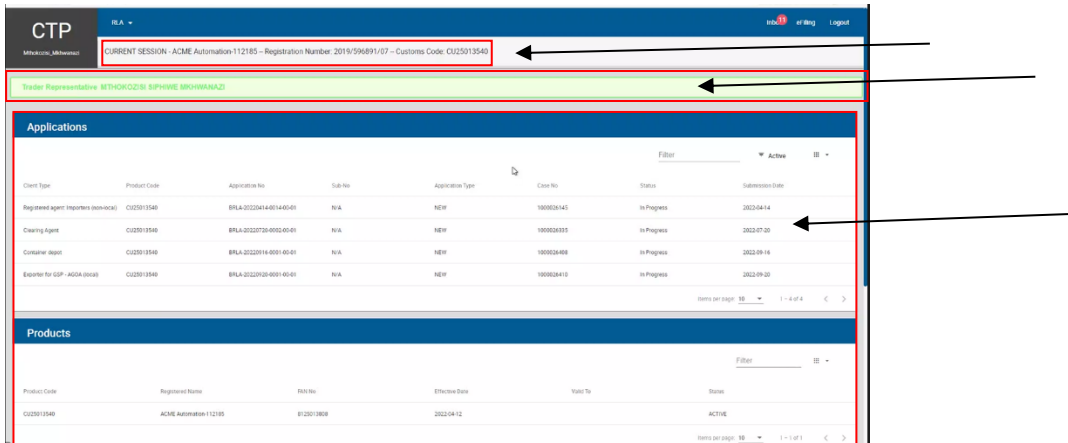 CTP
RLA
Inbox 11 eFiling Logout
Mthokozisi_Mkhwanazi
CURRENT SESSION - ACME Automation-112185 – Registration Number: 2019/596891/07 – Customs Code: CU25013540
Trader Representative MTHOKOZISI SIPHIWE MKHWANAZI
Applications
Filter Active
Client Type Product Code Application No Sub No Application Type Case No Status Submission Date
Registered agent: Importers (non-local) CU25013540 BRLA-20220414-0014-00-01 N/A NEW 1000026145 In Progress 2022-04-14
Clearing Agent CU25013540 BRLA-20220720-0002-00-01 N/A NEW 1000026335 In Progress 2022-07-20
Container depot CU25013540 BRLA-20220916-0001-00-01 N/A NEW 1000026408 In Progress 2022-09-16
Exporter for GSP - AGOA (local) CU25013540 BRLA-20220920-0001-00-01 N/A NEW 1000026410 In Progress 2022-09-20
Items per page: 10 1 – 4 of 4
Products
Filter
Product Code Registered Name FAN No Effective Date Valid To Status
CU25013540 ACME Automation-112185 8125013800 2022-04-12 ACTIVE
Items per page: 10 1 – 1 of 1